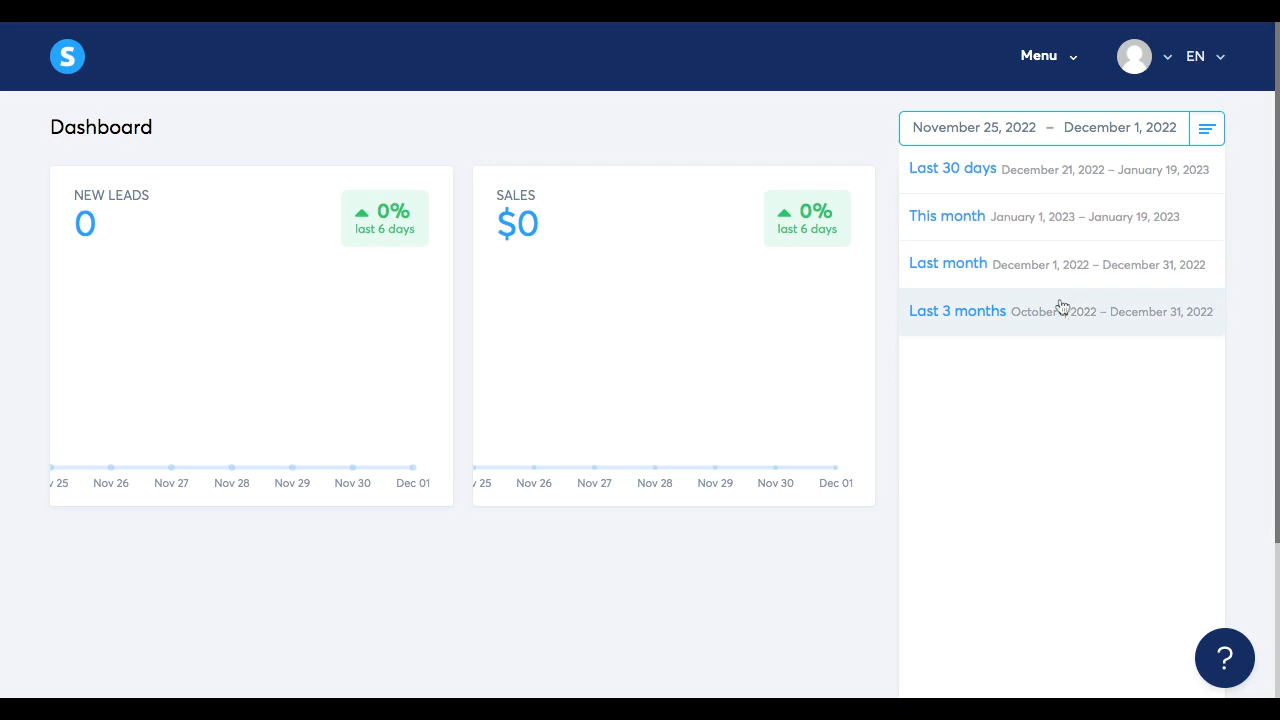 S
Menu
EN
Dashboard
November 25, 2022 – December 1, 2022
NEW LEADS
0
0%
last 6 days
SALES
$0
0%
last 6 days
Last 30 days December 21, 2022 – January 19, 2023
This month January 1, 2023 – January 19, 2023
Last month December 1, 2022 – December 31, 2022
Last 3 months October 2022 – December 31, 2022
25 Nov 26 Nov 27 Nov 28 Nov 29 Nov 30 Dec 01
25 Nov 26 Nov 27 Nov 28 Nov 29 Nov 30 Dec 01
?